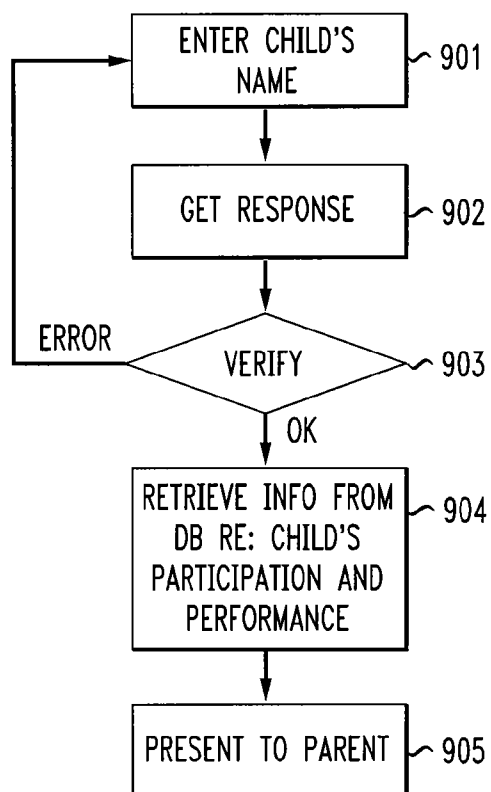 ENTER CHILD'S
NAME
901
GET RESPONSE
902
ERROR
VERIFY
903
OK
RETRIEVE INFO FROM
DB RE: CHILD'S
PARTICIPATION AND
PERFORMANCE
904
PRESENT TO PARENT
905